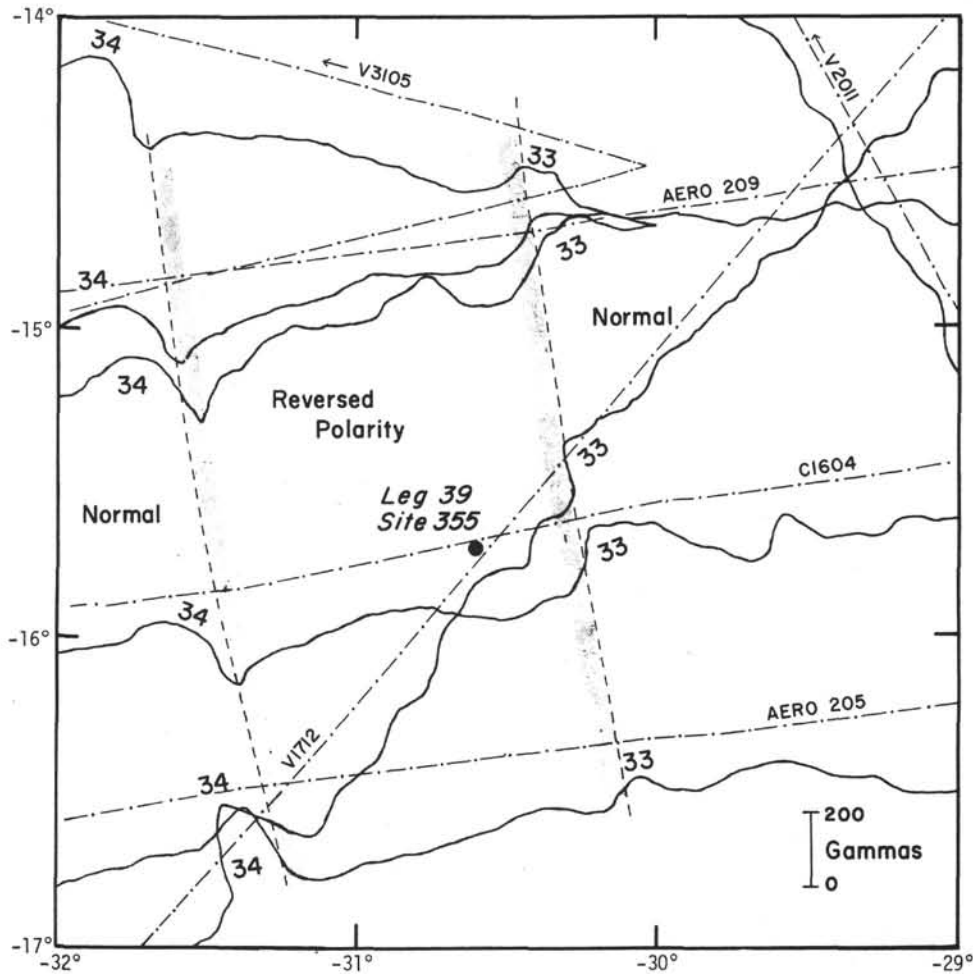 -14°
34
← V3105
← V2011
33
AERO 209
34
33
-15°
Normal
34
Reversed
Polarity
33
C1604
Leg 39
Site 355
Normal
33
34
-16°
AERO 205
V1712
33
34
200
Gammas
34
0
-17°
-32°
-31°
-30°
-29°